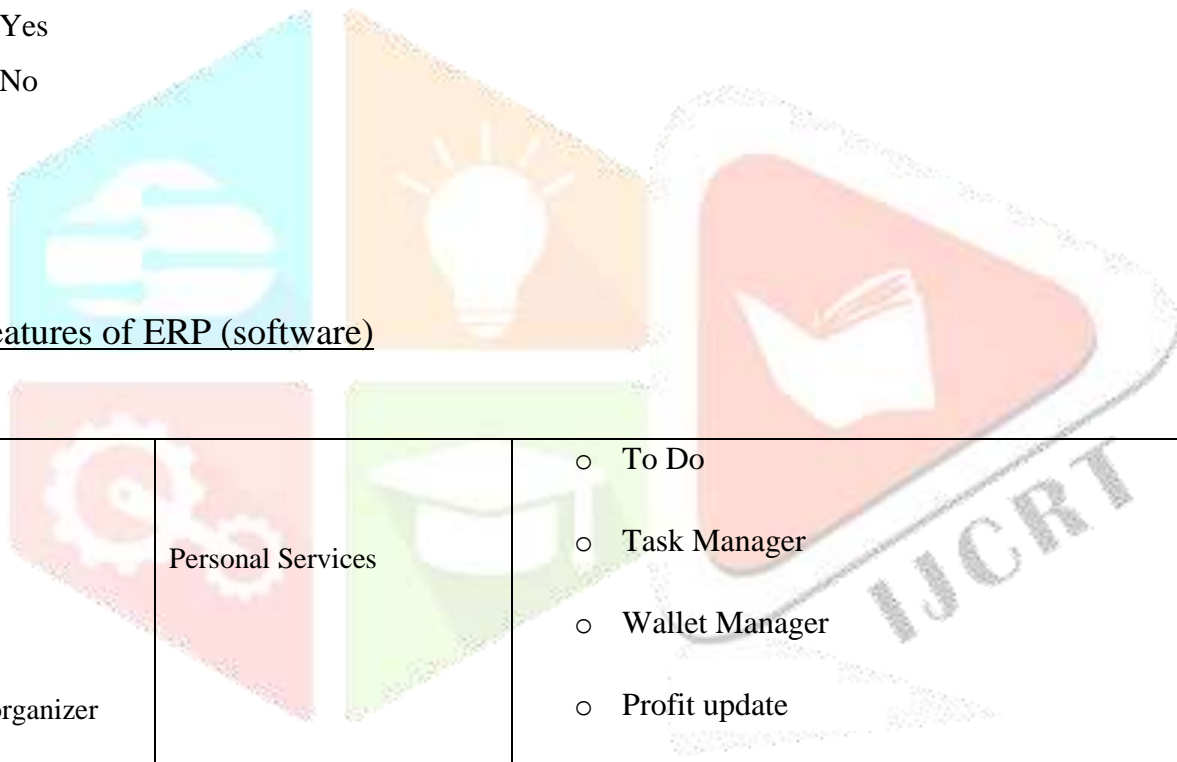 Yes
No
eatures of ERP (software)
To Do
Task Manager
Personal Services
Wallet Manager
organizer
Profit update
IJCRT